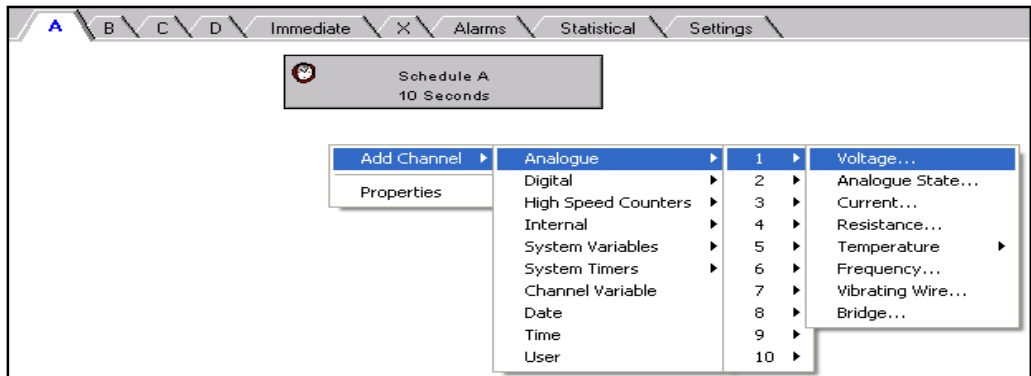 A B C D Immediate X Alarms Statistical Settings
Schedule A
10 Seconds
Add Channel
Properties
Analogue
Digital
High Speed Counters
Internal
System Variables
System Timers
Channel Variable
Date
Time
User
1
2
3
4
5
6
7
8
9
10
Voltage...
Analogue State...
Current...
Resistance...
Temperature
Frequency...
Vibrating Wire...
Bridge...